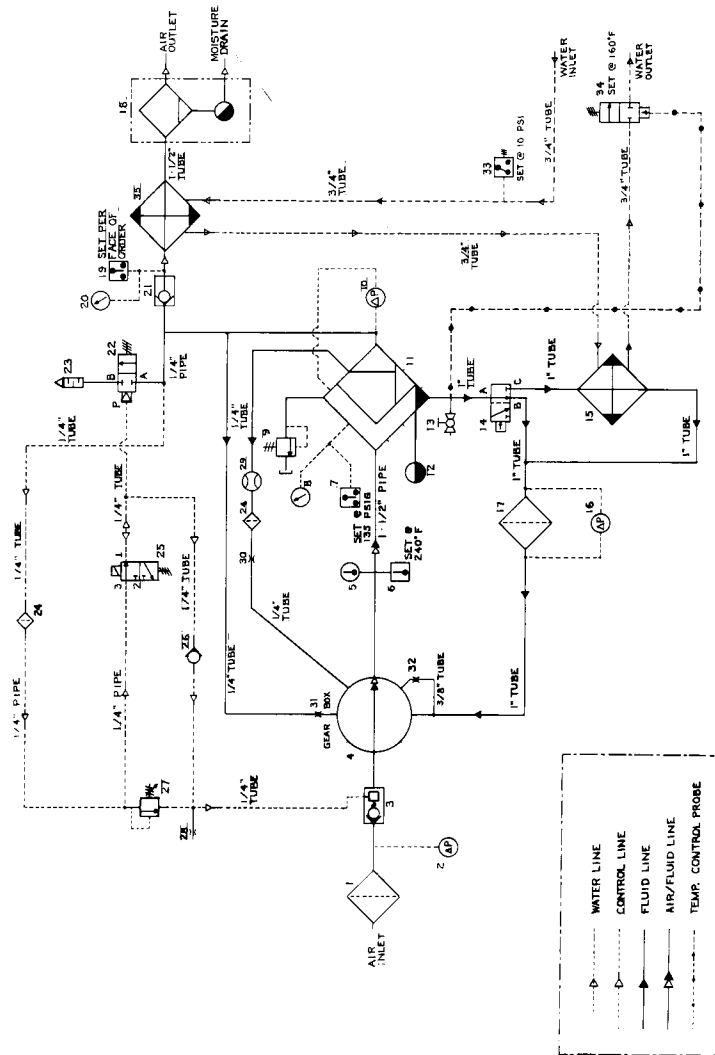 AIR
OUTLET
MOISTURE
DRAIN
18
1-1/2"
TUBE
35
19 SET PER
FACE OF
ORDER
20
21
22
23
B
A
P
1/4"
PIPE
1/4"
TUBE
1/4" TUBE
1/4" TUBE
1/4" TUBE
24
1/4" PIPE
1/4" PIPE
3
1
2
25
26
27
28
1/4"
TUBE
WATER
INLET
3/4" TUBE
33
SET @ 10 PSI
3/4"
TUBE
3/4"
TUBE
34
SET @ 160°F
WATER
OUTLET
3/4" TUBE
ΔP
10
11
1/4"
TUBE
9
29
24
30
8
7
SET @
135 PSIG
1-1/2" PIPE
12
13
1"
TUBE
14
A
B
C
1" TUBE
15
1" TUBE
1" TUBE
17
ΔP
16
5
6
SET @
240°F
1/4"
TUBE
1/4" TUBE
31
GEAR
BOX
32
3/8" TUBE
1" TUBE
4
3
ΔP
2
1
AIR
INLET
WATER LINE
CONTROL LINE
FLUID LINE
AIR/FLUID LINE
TEMP. CONTROL PROBE